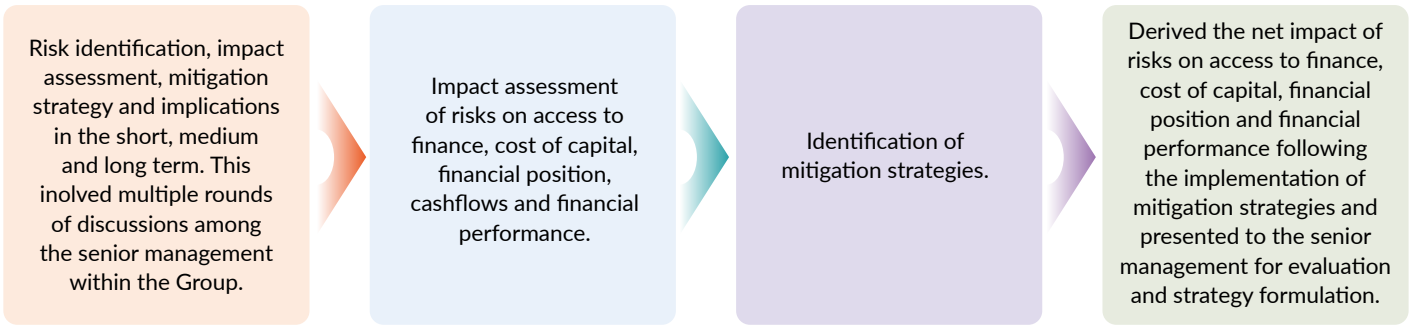 Risk identification, impact
assessment, mitigation
strategy and implications
in the short, medium
and long term. This
inolved multiple rounds
of discussions among
the senior management
within the Group.
Impact assessment
of risks on access to
finance, cost of capital,
financial position,
cashflows and financial
performance.
Identification of
mitigation strategies.
Derived the net impact of
risks on access to finance,
cost of capital, financial
position and financial
performance following
the implementation of
mitigation strategies and
presented to the senior
management for evaluation
and strategy formulation.